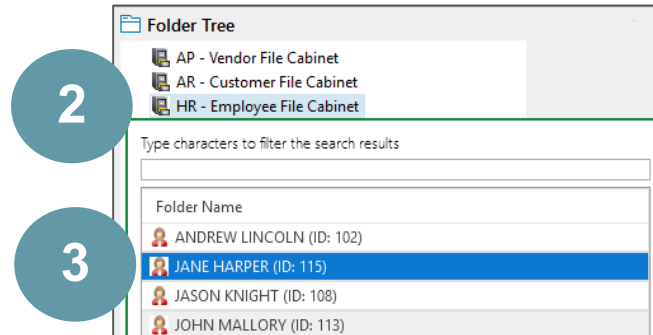 Folder Tree
AP - Vendor File Cabinet
AR - Customer File Cabinet
2
HR - Employee File Cabinet
Type characters to filter the search results
Folder Name
ANDREW LINCOLN (ID: 102)
3
JANE HARPER (ID: 115)
JASON KNIGHT (ID: 108)
JOHN MALLORY (ID: 113)